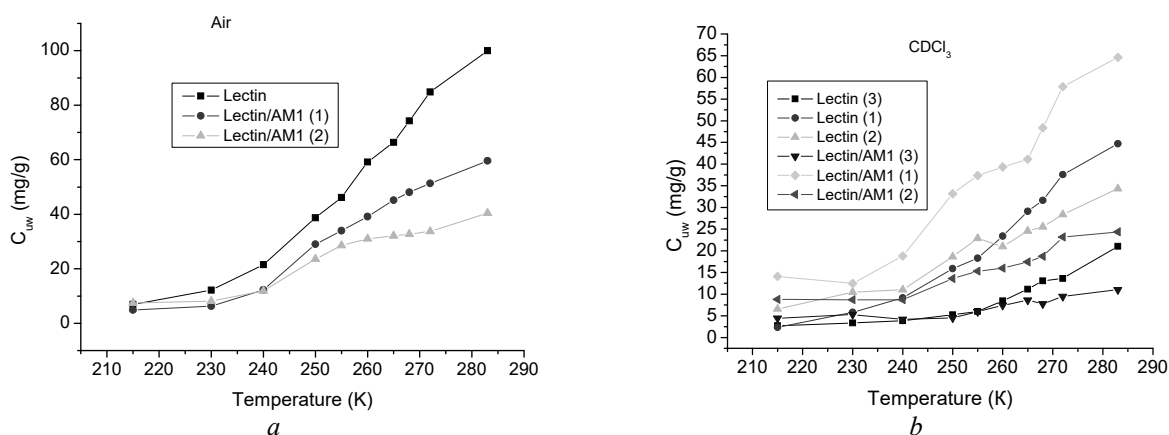 Air
C_uw (mg/g)
100
80
60
40
20
0
Lectin
Lectin/AM1 (1)
Lectin/AM1 (2)
210 220 230 240 250 260 270 280 290
Temperature (K)
a
CDCl₃
C_uw (mg/g)
70
65
60
55
50
45
40
35
30
25
20
15
10
5
0
Lectin (3)
Lectin (1)
Lectin (2)
Lectin/AM1 (3)
Lectin/AM1 (1)
Lectin/AM1 (2)
210 220 230 240 250 260 270 280 290
Temperature (K)
b